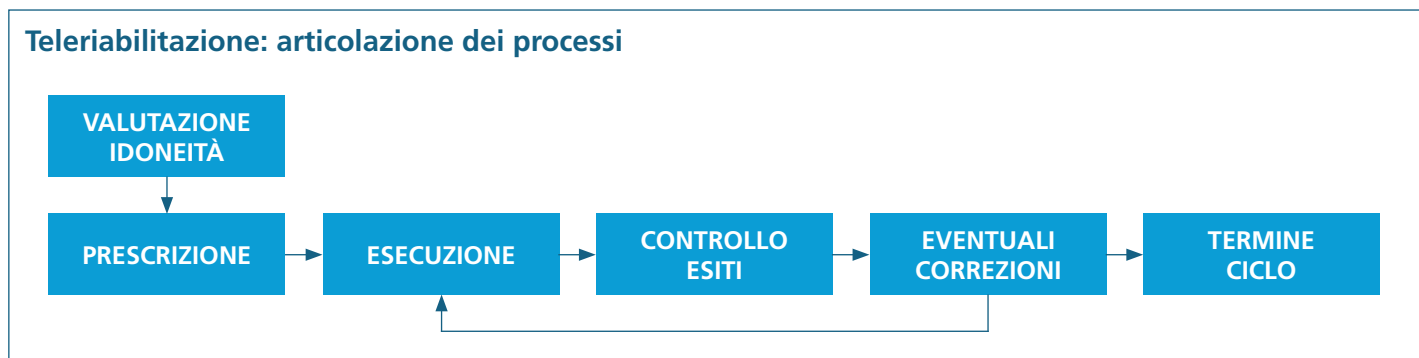 Teleriabilitazione: articolazione dei processi
VALUTAZIONE
IDONEITÀ
PRESCRIZIONE
ESECUZIONE
CONTROLLO
ESITI
EVENTUALI
CORREZIONI
TERMINE
CICLO